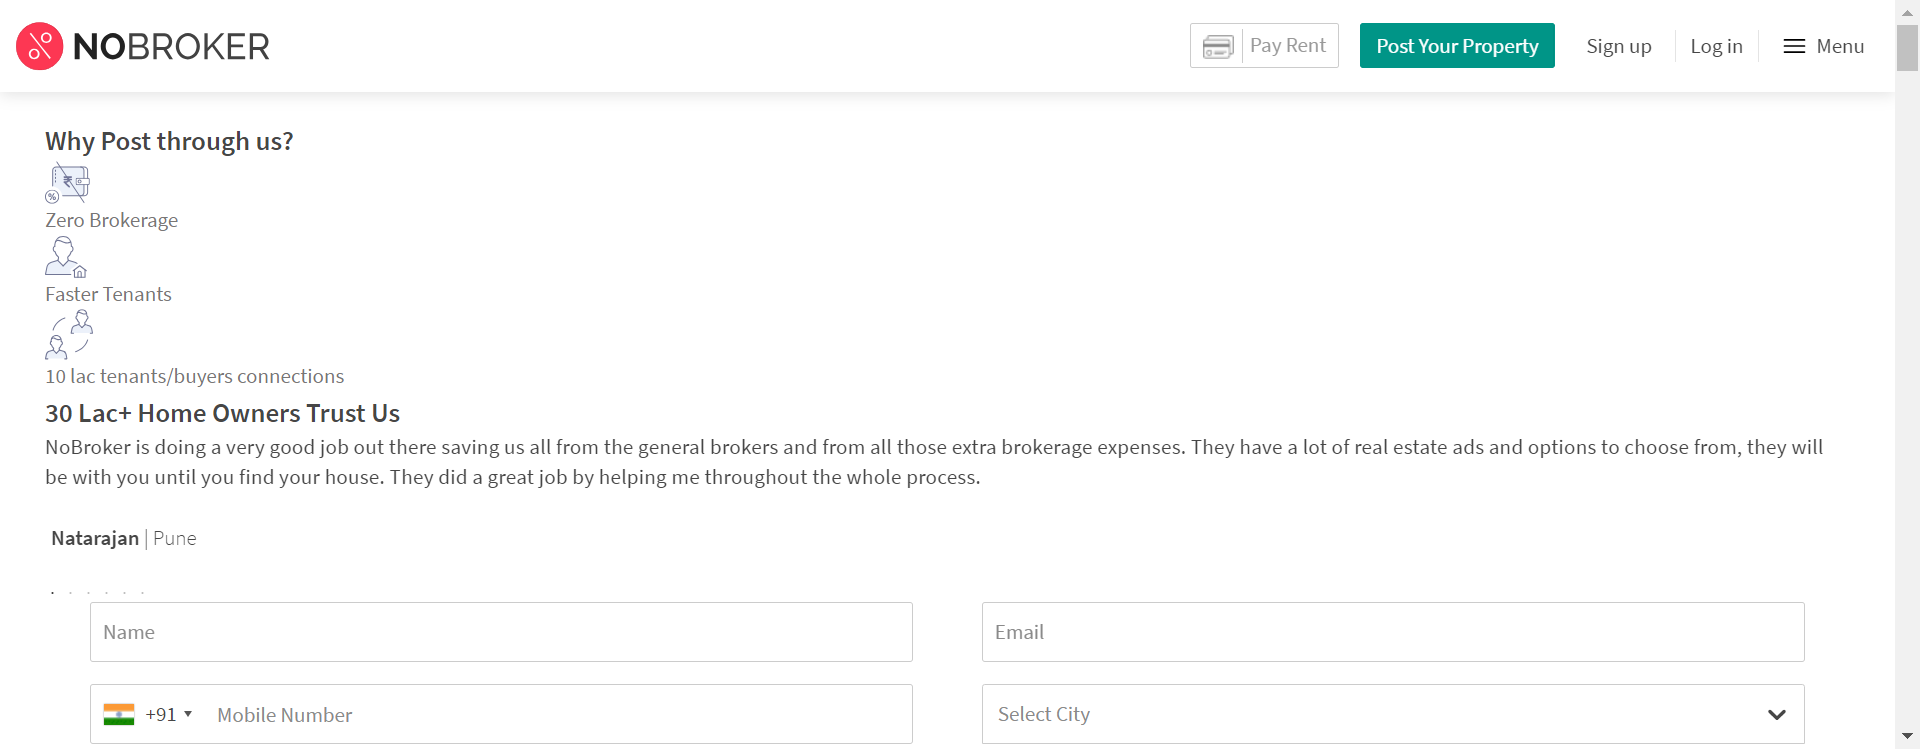 NOBROKER
Pay Rent
Post Your Property
Sign up
Log in
Menu
Why Post through us?
Zero Brokerage
Faster Tenants
10 lac tenants/buyers connections
30 Lac+ Home Owners Trust Us
NoBroker is doing a very good job out there saving us all from the general brokers and from all those extra brokerage expenses. They have a lot of real estate ads and options to choose from, they will
be with you until you find your house. They did a great job by helping me throughout the whole process.
Natarajan | Pune
Name
Email
+91
Mobile Number
Select City